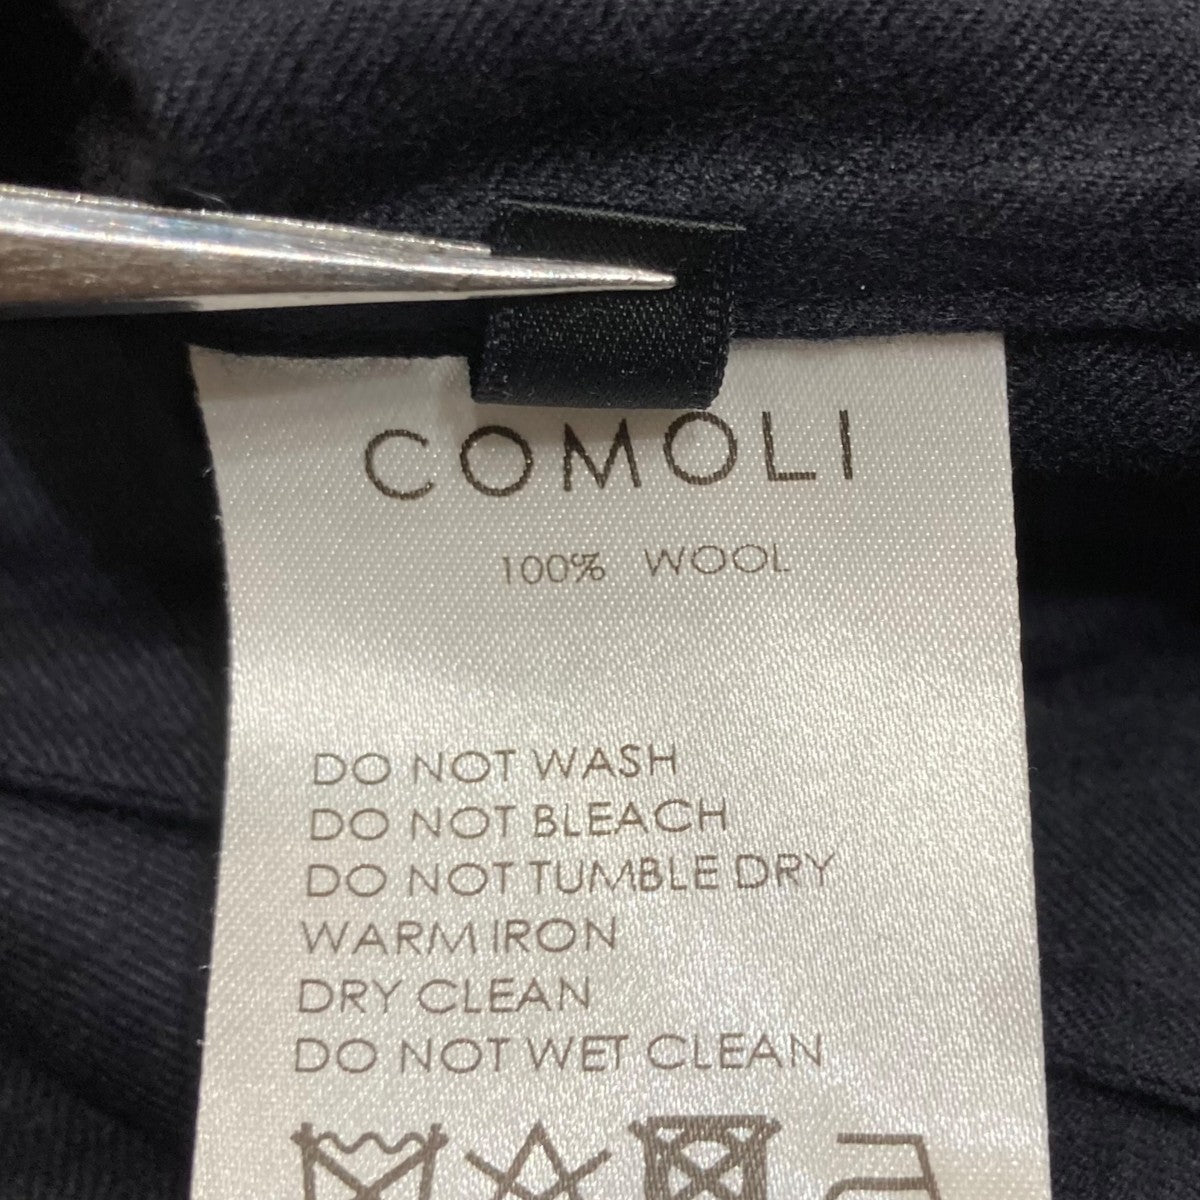 COMOLI
100% WOOL
DO NOT WASH
DO NOT BLEACH
DO NOT TUMBLE DRY
WARM IRON
DRY CLEAN
DO NOT WET CLEAN